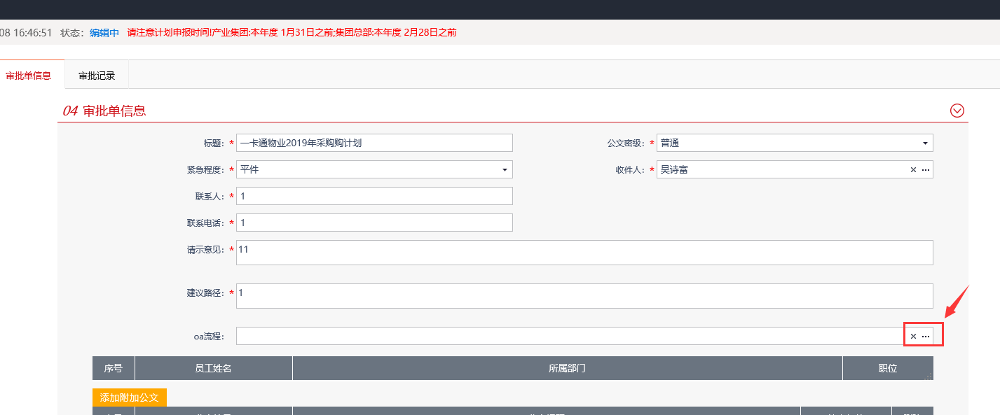 08 16:46:51 状态: 编辑中 请注意计划申报时间!产业集团:本年度 1月31日之前;集团总部:本年度 2月28日之前
审批单信息 审批记录
04 审批单信息
标题: * 一卡通物业2019年采购购计划 公文密级: * 普通
紧急程度: * 平件 收件人: * 吴诗富 × ...
联系人: * 1
联系电话: * 1
请示意见: * 11
建议路径: * 1
oa流程: × ...
序号 员工姓名 所属部门 职位
添加附加公文